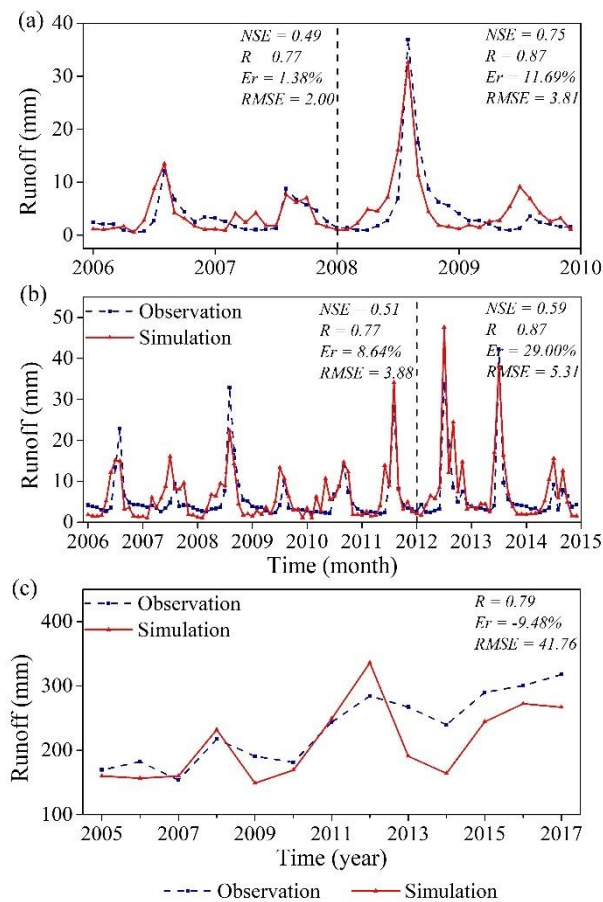 (a)
40
30
20
10
0
Runoff (mm)
NSE = 0.49
R = 0.77
Er = 1.38%
RMSE = 2.00
NSE = 0.75
R = 0.87
Er = 11.69%
RMSE = 3.81
2006 2007 2008 2009 2010
(b)
50
40
30
20
10
0
Runoff (mm)
Observation
Simulation
NSE = 0.51
R = 0.77
Er = 8.64%
RMSE = 3.88
NSE = 0.59
R = 0.87
Er = 29.00%
RMSE = 5.31
2006 2007 2008 2009 2010 2011 2012 2013 2014 2015
Time (month)
(c)
400
300
200
100
Runoff (mm)
Observation
Simulation
R = 0.79
Er = -9.48%
RMSE = 41.76
2005 2007 2009 2011 2013 2015 2017
Time (year)
Observation Simulation